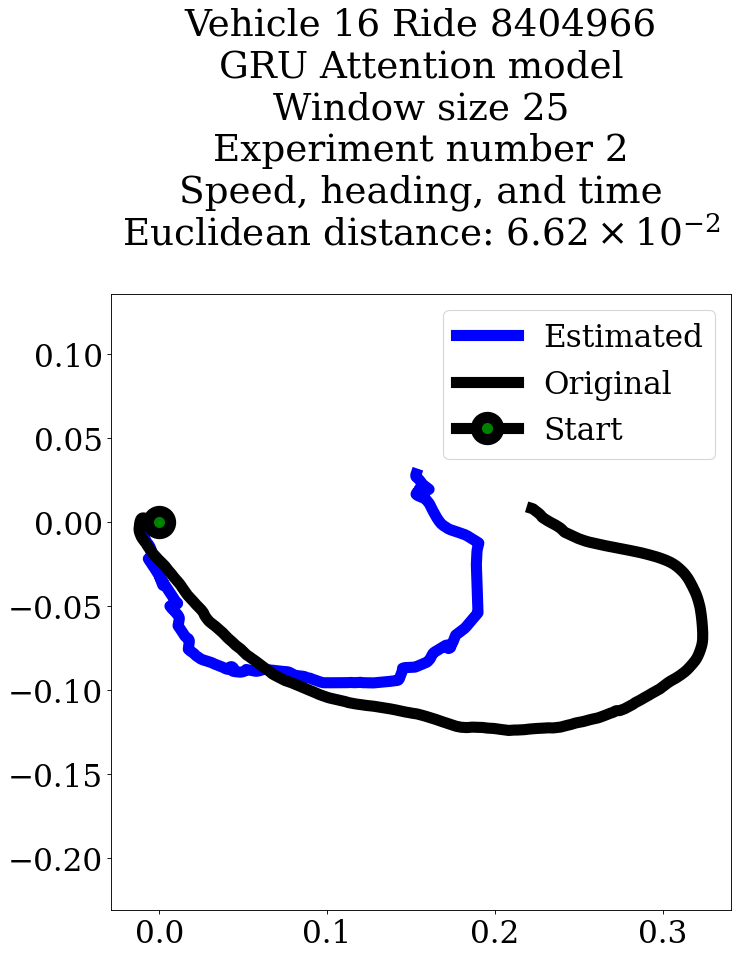 Vehicle 16 Ride 8404966
GRU Attention model
Window size 25
Experiment number 2
Speed, heading, and time
Euclidean distance: 6.62 × 10⁻²
Estimated
Original
Start
0.10
0.05
0.00
−0.05
−0.10
−0.15
−0.20
0.0 0.1 0.2 0.3